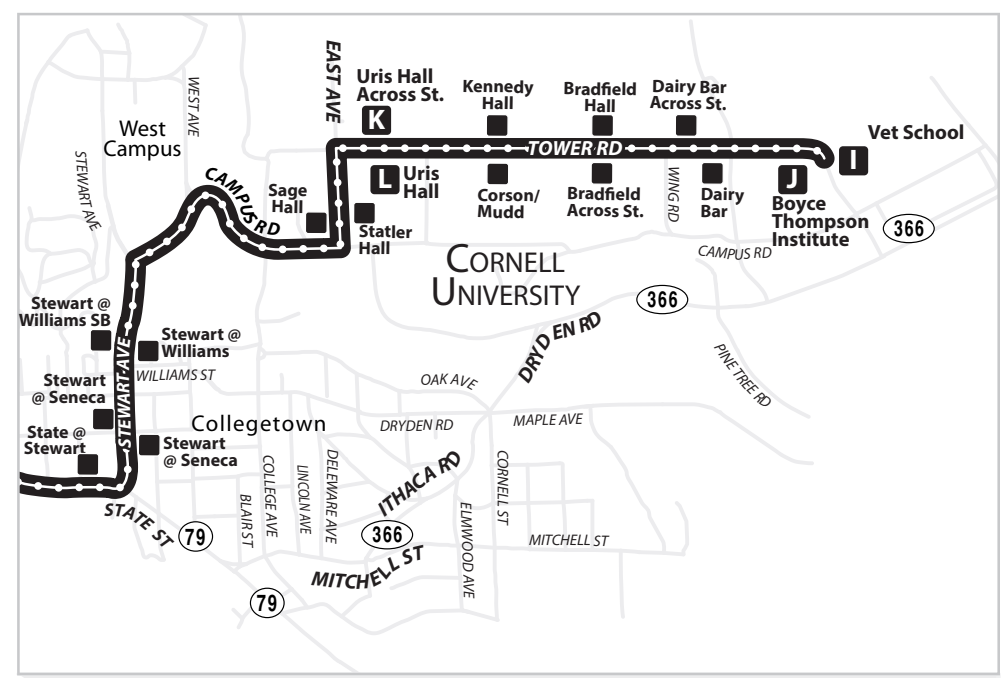 EAST AVE
Uris Hall
Across St.
K
Kennedy
Hall
Bradfield
Hall
Dairy Bar
Across St.
Vet School
I
WEST AVE
West
Campus
STEWART AVE
CAMPUS RD
TOWER RD
Sage
Hall
L
Uris
Hall
Statler
Hall
Corson/
Mudd
Bradfield
Across St.
WING RD
Dairy
Bar
J
Boyce
Thompson
Institute
366
CAMPUS RD
CORNELL
UNIVERSITY
366
Stewart @
Williams SB
Stewart @
Williams
WILLIAMS ST
STEWART AVE
Stewart
@ Seneca
State @
Stewart
Stewart
@ Seneca
Collegetown
DRYDEN RD
OAK AVE
DRYDEN RD
MAPLE AVE
PINE TREE RD
STATE ST
79
BLAIR ST
COLLEGE AVE
LINCOLN AVE
DELEWARE AVE
ITHACA RD
366
CORNELL ST
ELMWOOD AVE
MITCHELL ST
MITCHELL ST
79